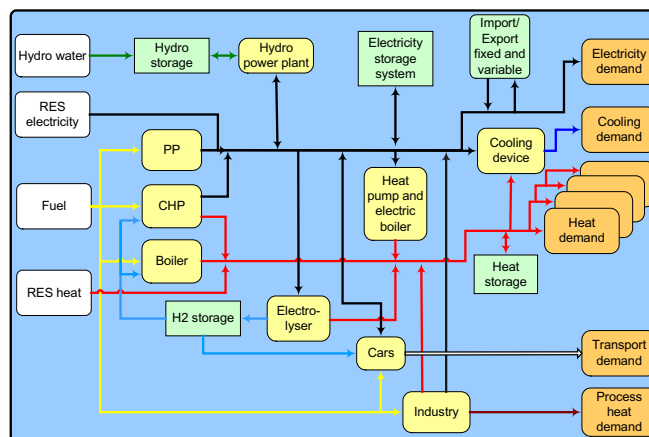 Hydro water
Hydro
storage
Hydro
power plant
Electricity
storage
system
Import/
Export
fixed and
variable
Electricity
demand
RES
electricity
PP
Cooling
device
Cooling
demand
Fuel
CHP
Heat
pump and
electric
boiler
Heat
demand
Boiler
RES heat
Heat
storage
H2 storage
Electro-
lyser
Cars
Transport
demand
Industry
Process
heat
demand